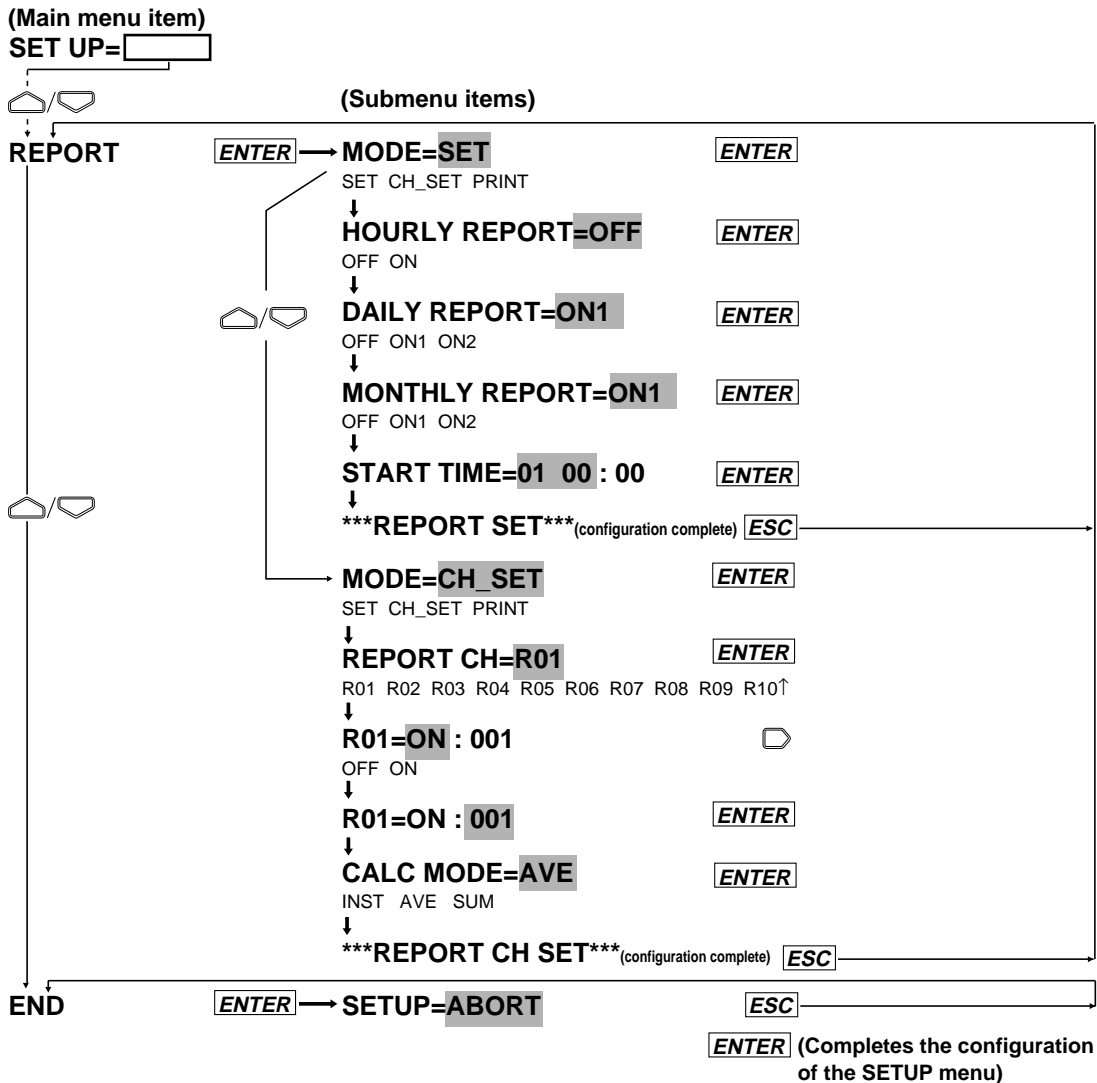 (Main menu item)
SET UP=
/
(Submenu items)
REPORT ENTER MODE=SET ENTER
SET CH_SET PRINT
HOURLY REPORT=OFF ENTER
OFF ON
/
DAILY REPORT=ON1 ENTER
OFF ON1 ON2
MONTHLY REPORT=ON1 ENTER
OFF ON1 ON2
START TIME=01 00 : 00 ENTER
/
***REPORT SET***(configuration complete) ESC
MODE=CH_SET ENTER
SET CH_SET PRINT
REPORT CH=R01 ENTER
R01 R02 R03 R04 R05 R06 R07 R08 R09 R10↑
R01=ON : 001
OFF ON
R01=ON : 001 ENTER
CALC MODE=AVE ENTER
INST AVE SUM
***REPORT CH SET***(configuration complete) ESC
END ENTER SETUP=ABORT ESC
ENTER (Completes the configuration
of the SETUP menu)